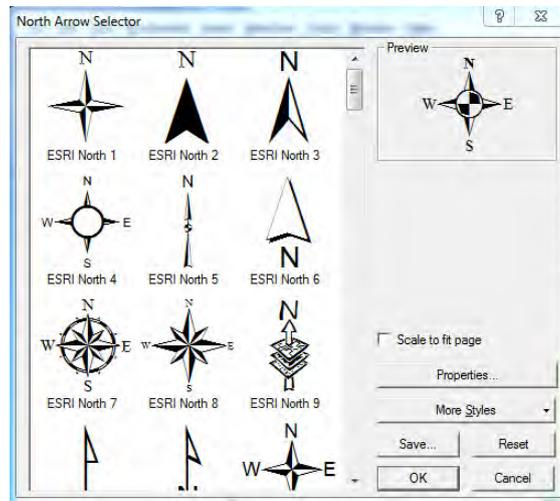 North Arrow Selector
N
N
N
ESRI North 1
ESRI North 2
ESRI North 3
N
W
E
S
N
N
ESRI North 4
ESRI North 5
ESRI North 6
N
W
E
S
N
W
E
S
N
ESRI North 7
ESRI North 8
ESRI North 9
N
W
E
Preview
N
W
E
S
Scale to fit page
Properties...
More Styles
Save...
Reset
OK
Cancel